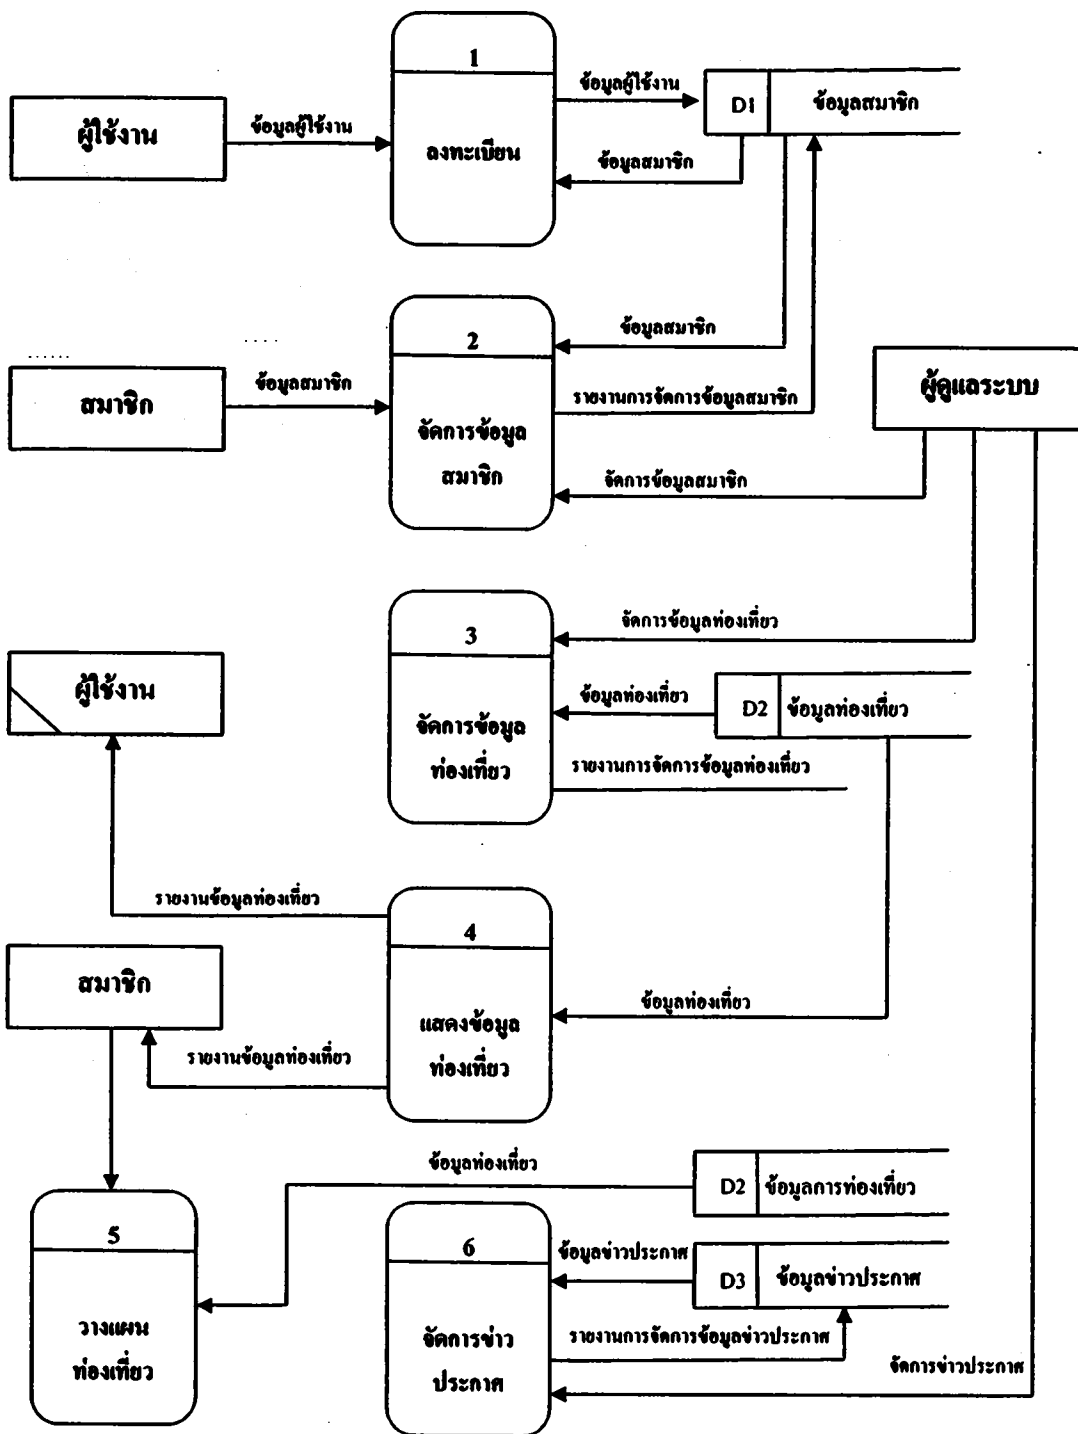 1
ข้อมูลผู้ใช้งาน
D1
ข้อมูลสมาชิก
ผู้ใช้งาน
ข้อมูลผู้ใช้งาน
ลงทะเบียน
ข้อมูลสมาชิก
2
ข้อมูลสมาชิก
สมาชิก
ข้อมูลสมาชิก
รายงานการจัดการข้อมูลสมาชิก
ผู้ดูแลระบบ
จัดการข้อมูล
สมาชิก
จัดการข้อมูลสมาชิก
3
จัดการข้อมูลท่องเที่ยว
ผู้ใช้งาน
ข้อมูลท่องเที่ยว
D2
ข้อมูลท่องเที่ยว
จัดการข้อมูล
ท่องเที่ยว
รายงานการจัดการข้อมูลท่องเที่ยว
รายงานข้อมูลท่องเที่ยว
4
สมาชิก
ข้อมูลท่องเที่ยว
แสดงข้อมูล
ท่องเที่ยว
รายงานข้อมูลท่องเที่ยว
ข้อมูลท่องเที่ยว
D2
ข้อมูลการท่องเที่ยว
5
6
ข้อมูลข่าวประกาศ
D3
ข้อมูลข่าวประกาศ
วางแผน
ท่องเที่ยว
จัดการข่าว
ประกาศ
รายงานการจัดการข้อมูลข่าวประกาศ
จัดการข่าวประกาศ